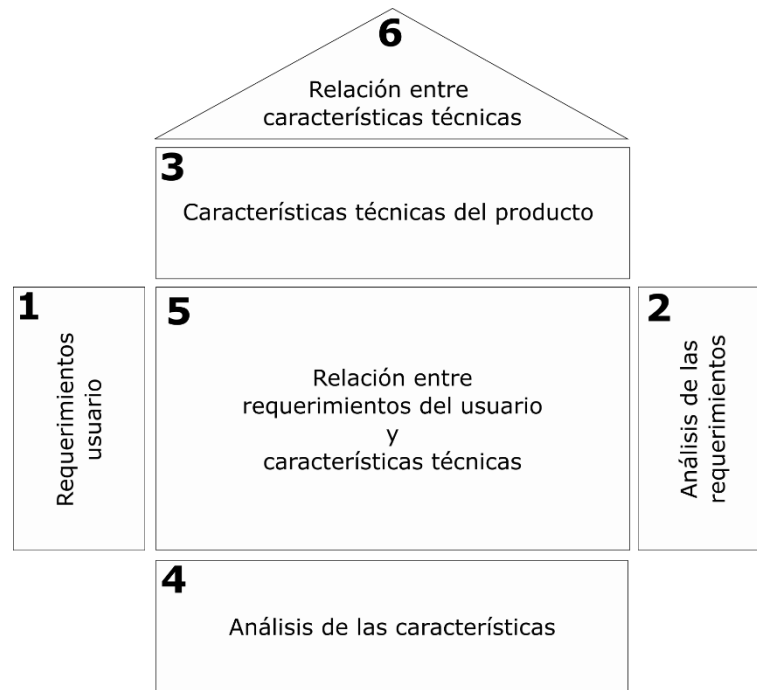 6
Relación entre
características técnicas
3
Características técnicas del producto
1
Requerimientos
usuario
5
Relación entre
requerimientos del usuario
y
características técnicas
2
Análisis de las
requerimientos
4
Análisis de las características